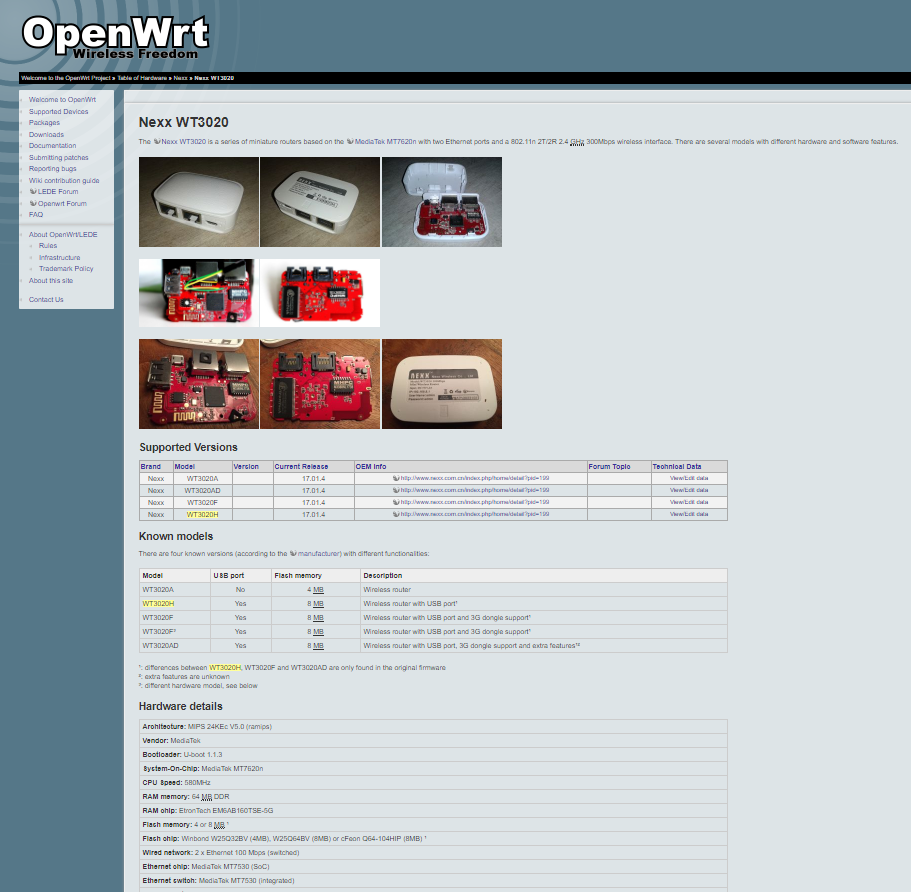 OpenWrt
Wireless Freedom
Welcome to the OpenWrt Project » Table of Hardware » Nexx » Nexx WT3020
Welcome to OpenWrt
Supported Devices
Packages
Downloads
Documentation
Submitting patches
Reporting bugs
Wiki contribution guide
LEDE Forum
Openwrt Forum
FAQ
About OpenWrt/LEDE
Rules
Infrastructure
Trademark Policy
About this site
Contact Us
Nexx WT3020
The Nexx WT3020 is a series of miniature routers based on the MediaTek MT7620n with two Ethernet ports and a 802.11n 2T/2R 2.4 GHz 300Mbps wireless interface. There are several models with different hardware and software features.
Supported Versions
Brand Model Version Current Release OEM Info Forum Topic Technical Data
Nexx WT3020A 17.01.4 http://www.nexx.com.cn/index.php/home/detail?pid=199 View/Edit data
Nexx WT3020AD 17.01.4 http://www.nexx.com.cn/index.php/home/detail?pid=199 View/Edit data
Nexx WT3020F 17.01.4 http://www.nexx.com.cn/index.php/home/detail?pid=199 View/Edit data
Nexx WT3020H 17.01.4 http://www.nexx.com.cn/index.php/home/detail?pid=199 View/Edit data
Known models
There are four known versions (according to the manufacturer) with different functionalities:
Model USB port Flash memory Description
WT3020A No 4 MB Wireless router
WT3020H Yes 8 MB Wireless router with USB port¹
WT3020F Yes 8 MB Wireless router with USB port and 3G dongle support¹
WT3020F³ Yes 8 MB Wireless router with USB port and 3G dongle support¹
WT3020AD Yes 8 MB Wireless router with USB port, 3G dongle support and extra features¹²
¹: differences between WT3020H, WT3020F and WT3020AD are only found in the original firmware
²: extra features are unknown
³: different hardware model, see below
Hardware details
Architecture: MIPS 24KEc V5.0 (ramips)
Vendor: MediaTek
Bootloader: U-boot 1.1.3
System-On-Chip: MediaTek MT7620n
CPU Speed: 580MHz
RAM memory: 64 MB DDR
RAM chip: EtronTech EM6AB160TSE-5G
Flash memory: 4 or 8 MB ¹
Flash chip: Winbond W25Q32BV (4MB), W25Q64BV (8MB) or cFeon Q64-104HIP (8MB) ¹
Wired network: 2 x Ethernet 100 Mbps (switched)
Ethernet chip: MediaTek MT7530 (SoC)
Ethernet switch: MediaTek MT7530 (integrated)